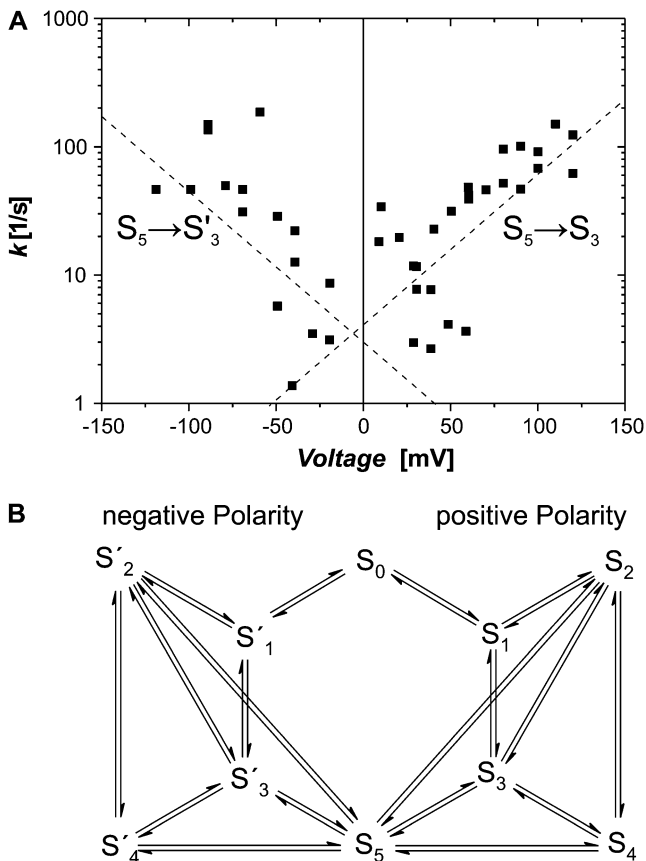 A
1000
100
10
1
k [1/s]
S5→S'3
S5→S3
-150 -100 -50 0 50 100 150
Voltage [mV]
B
negative Polarity positive Polarity
S´2 S0 S2
S´1 S1
S´3 S3
S´4 S5 S4